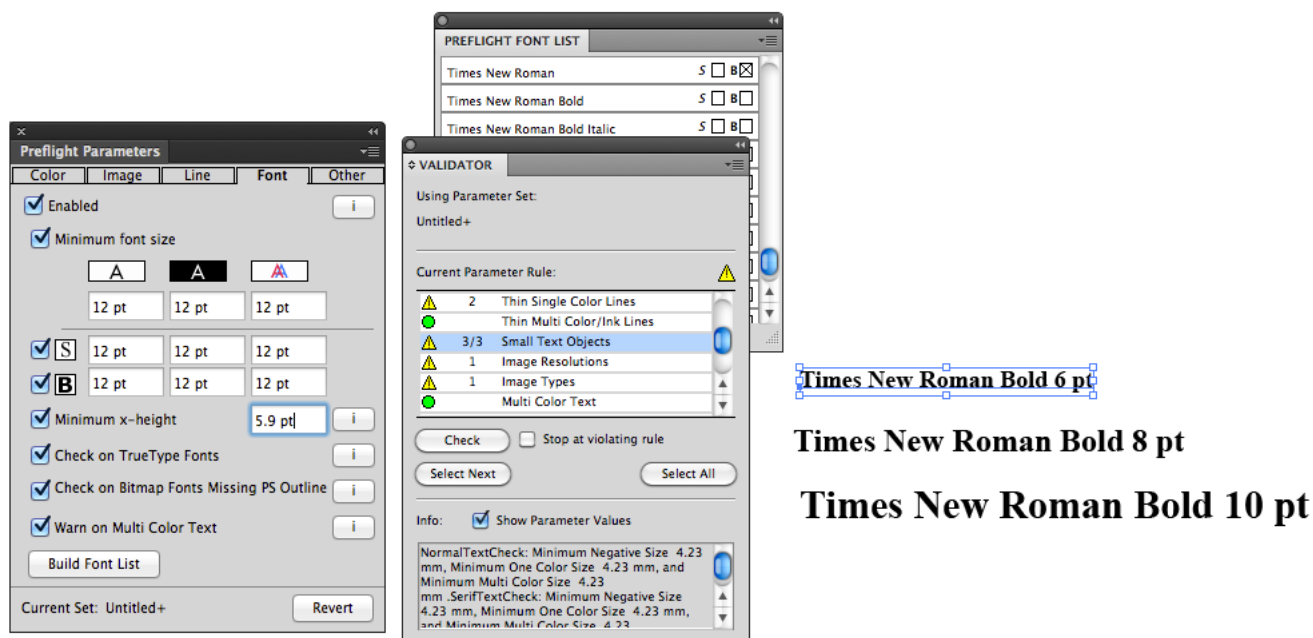 PREFLIGHT FONT LIST
Times New Roman S B
Times New Roman Bold S B
Times New Roman Bold Italic S B
Preflight Parameters
Color Image Line Font Other
Enabled i
Minimum font size
A A A
12 pt 12 pt 12 pt
S 12 pt 12 pt 12 pt
B 12 pt 12 pt 12 pt
Minimum x-height 5.9 pt i
Check on TrueType Fonts i
Check on Bitmap Fonts Missing PS Outline i
Warn on Multi Color Text i
Build Font List
Current Set: Untitled+ Revert
VALIDATOR
Using Parameter Set:
Untitled+
Current Parameter Rule:
2 Thin Single Color Lines
Thin Multi Color/Ink Lines
3/3 Small Text Objects
1 Image Resolutions
1 Image Types
Multi Color Text
Check Stop at violating rule
Select Next Select All
Info: Show Parameter Values
NormalTextCheck: Minimum Negative Size 4.23
mm, Minimum One Color Size 4.23 mm, and
Minimum Multi Color Size 4.23
mm .SerifTextCheck: Minimum Negative Size
4.23 mm, Minimum One Color Size 4.23 mm,
and Minimum Multi Color Size 4.23
Times New Roman Bold 6 pt
Times New Roman Bold 8 pt
Times New Roman Bold 10 pt